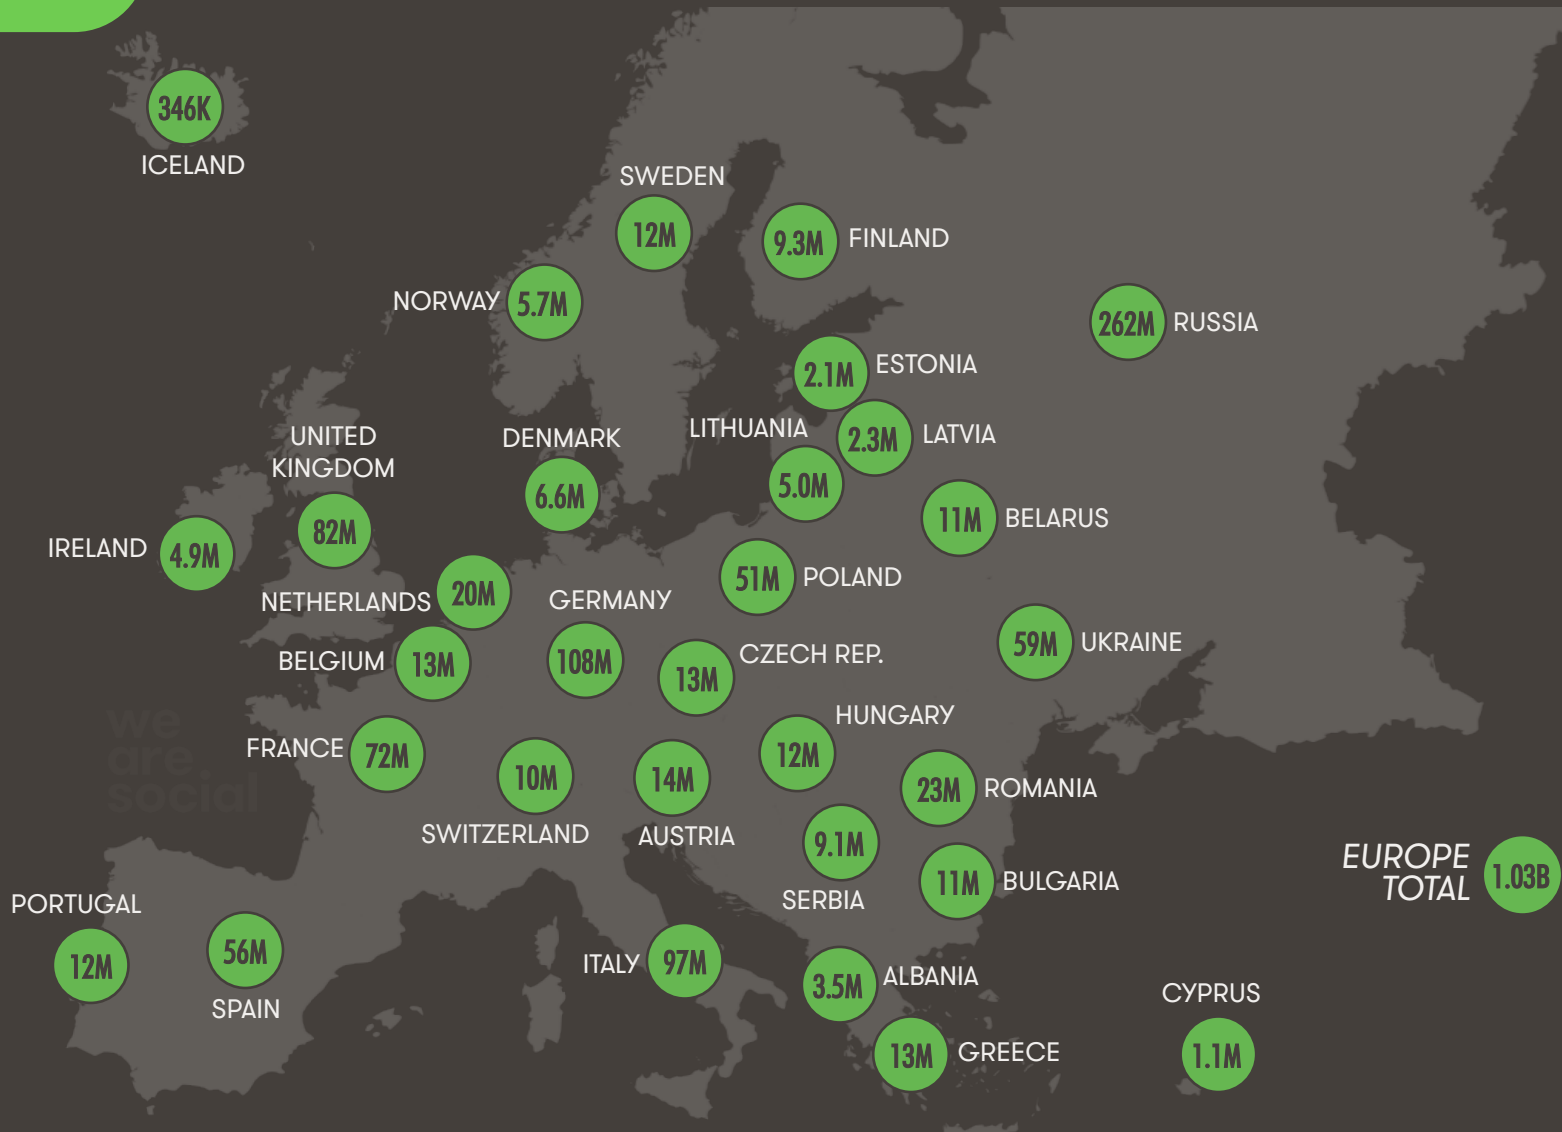 346K
ICELAND
SWEDEN
12M
9.3M
FINLAND
NORWAY
5.7M
262M
RUSSIA
2.1M
ESTONIA
LITHUANIA
2.3M
LATVIA
UNITED
KINGDOM
DENMARK
6.6M
5.0M
82M
11M
BELARUS
IRELAND
4.9M
NETHERLANDS
20M
GERMANY
51M
POLAND
BELGIUM
13M
108M
13M
CZECH REP.
59M
UKRAINE
we
are
social
FRANCE
72M
10M
SWITZERLAND
14M
AUSTRIA
HUNGARY
12M
23M
ROMANIA
9.1M
SERBIA
11M
BULGARIA
EUROPE
TOTAL
1.03B
PORTUGAL
12M
56M
SPAIN
ITALY
97M
3.5M
ALBANIA
13M
GREECE
CYPRUS
1.1M